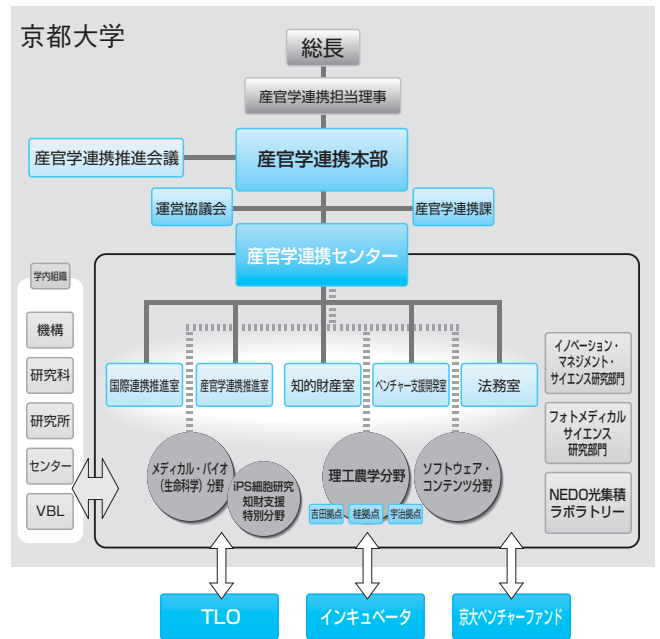 京都大学
総長
産官学連携担当理事
産官学連携推進会議
産官学連携本部
運営協議会
産官学連携課
産官学連携センター
学内組織
機構
研究科
研究所
センター
VBL
国際連携推進室
産官学連携推進室
知的財産室
ベンチャー支援開発室
法務室
イノベーション・
マネジメント・
サイエンス研究部門
フォトメディカル
サイエンス
研究部門
NEDO光集積
ラボラトリー
メディカル・バイオ
(生命科学)分野
iPS細胞研究
知財支援
特別分野
理工農学分野
吉田拠点
桂拠点
宇治拠点
ソフトウェア・
コンテンツ分野
TLO
インキュベータ
京大ベンチャーファンド